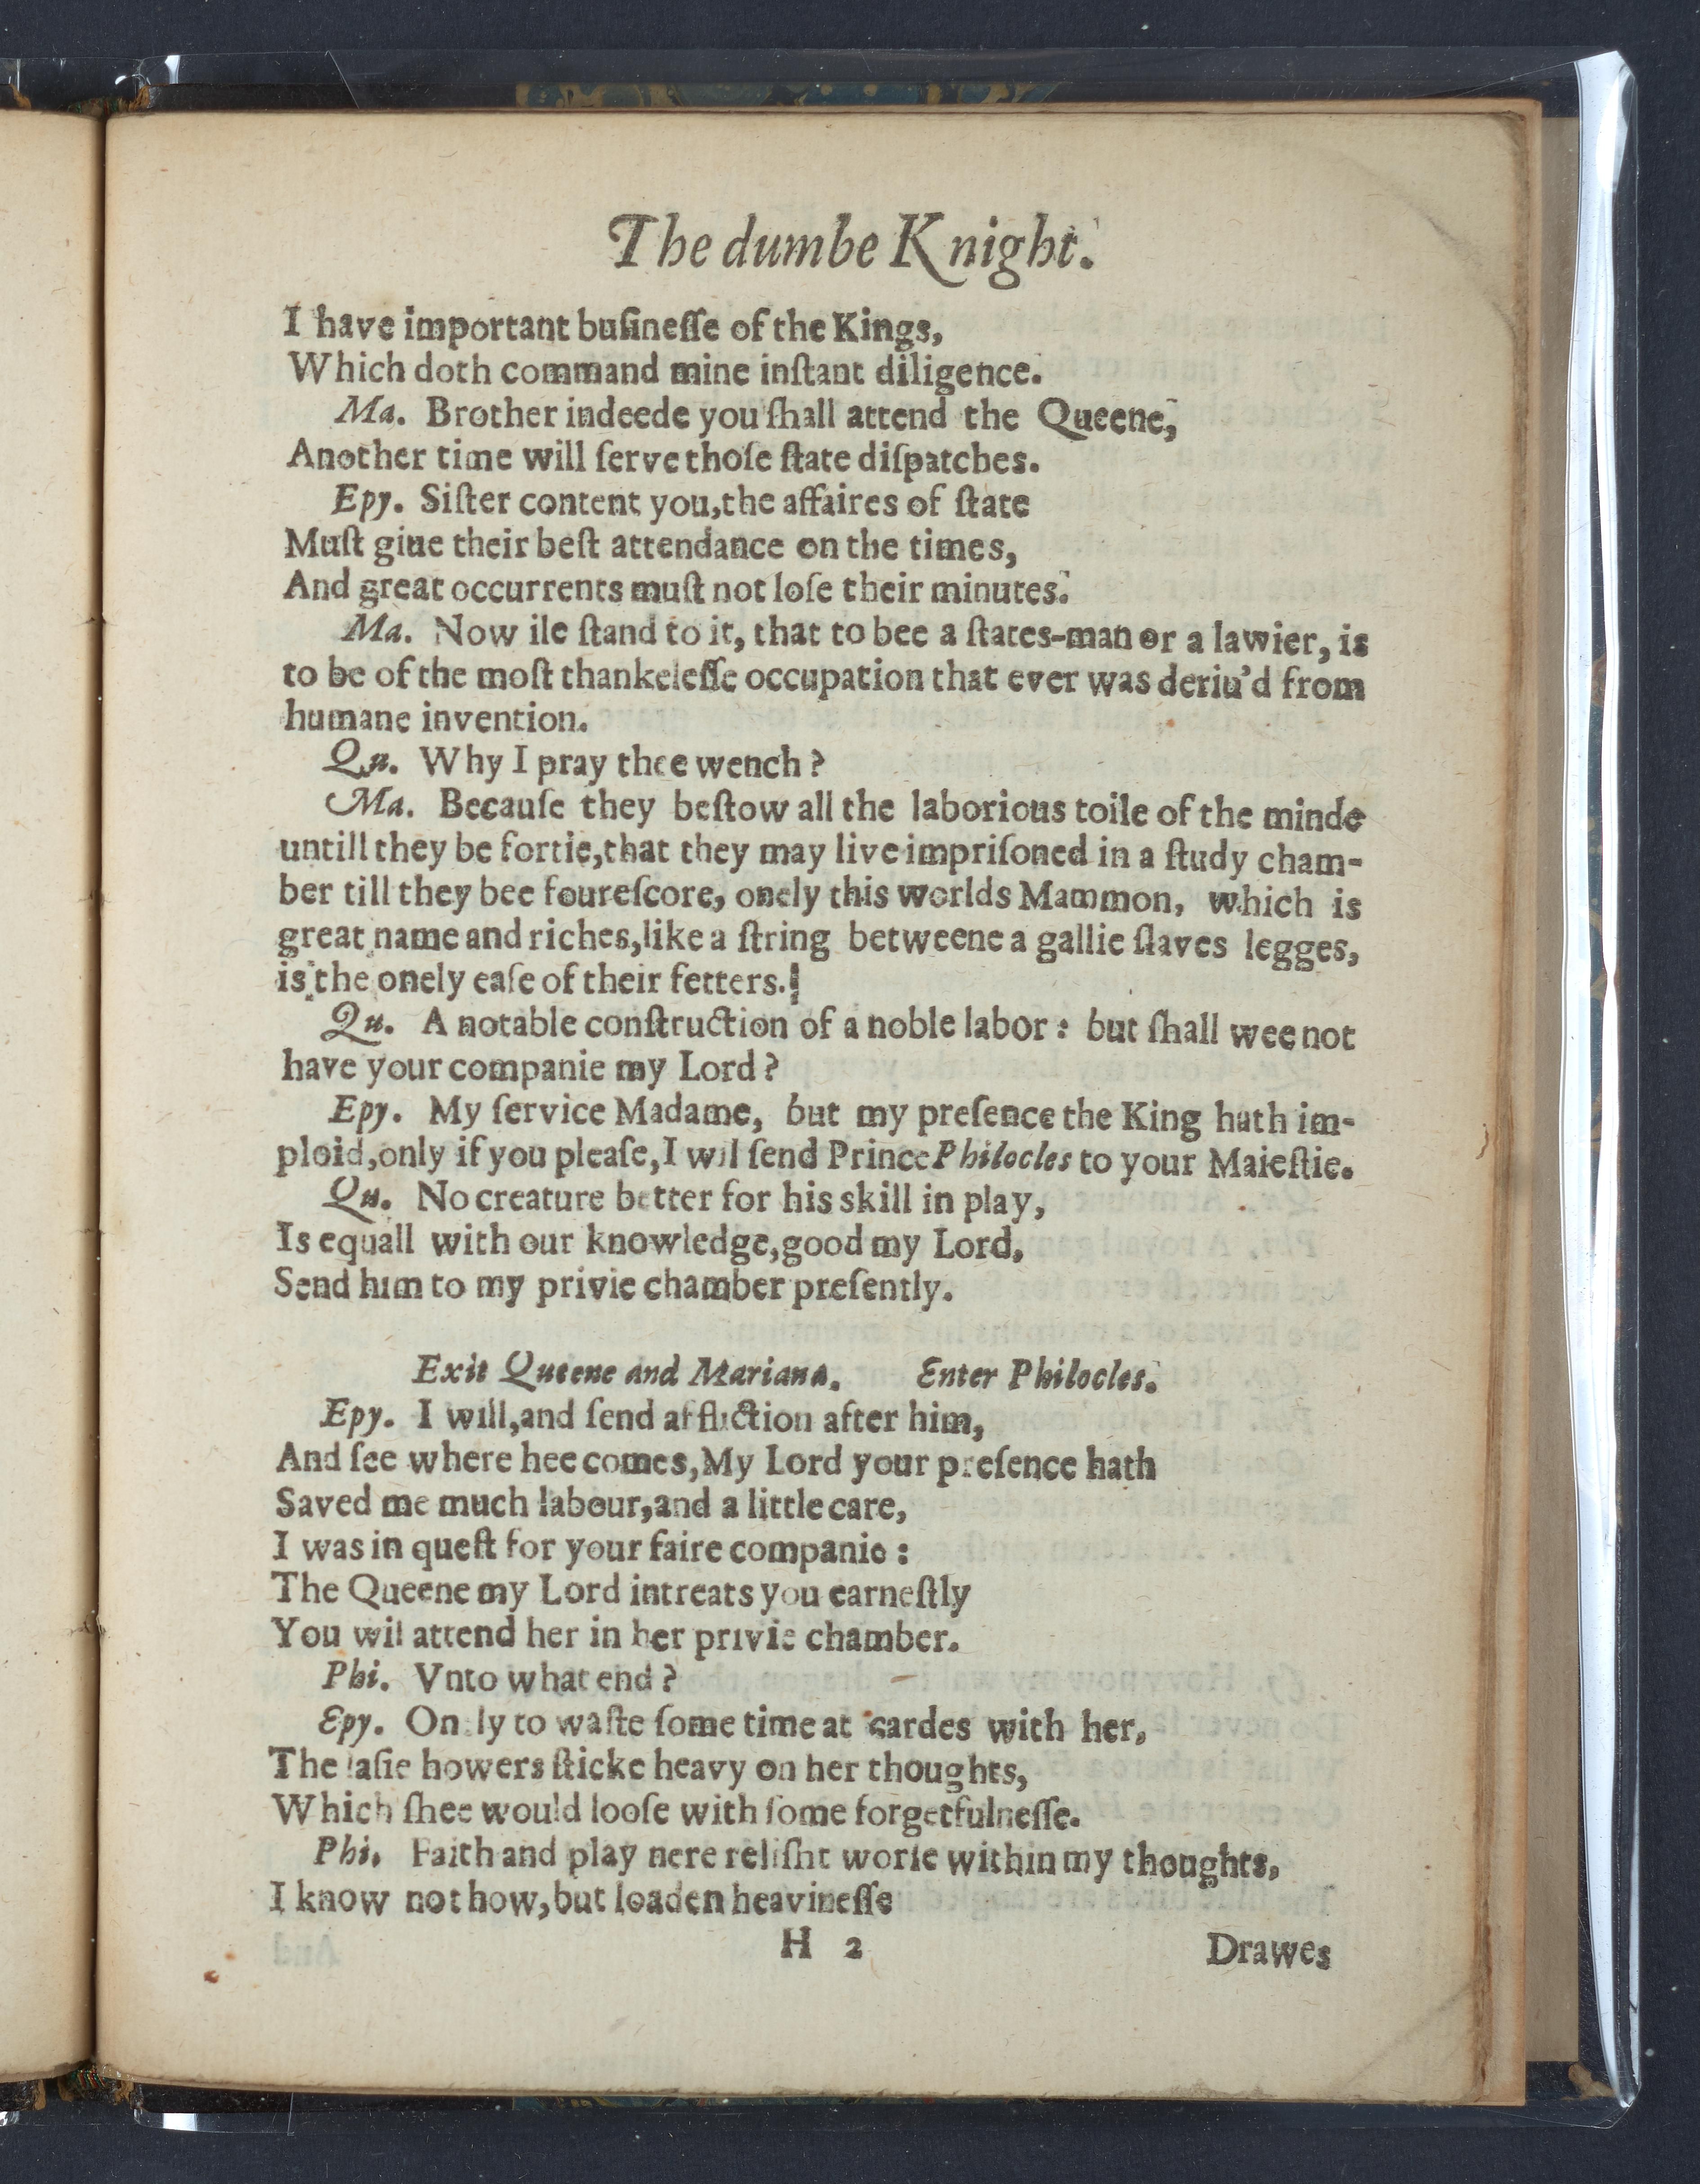 The dumbe Knight.
I have important buſineſſe of the Kings,
Which doth command mine inſtant diligence.
Ma. Brother indeede you ſhall attend the Queene,
Another time will ſerve thoſe ſtate diſpatches.
Epy. Siſter content you,the affaires of ſtate
Muſt giue their beſt attendance on the times,
And great occurrents muſt not loſe their minutes.
Ma. Now ile ſtand to it, that to bee a ſtates-man or a lawier, is
to be of the moſt thankeleſſe occupation that ever was deriu'd from
humane invention.
Qu. Why I pray thee wench?
Ma. Becauſe they beſtow all the laborious toile of the minde
untill they be fortie,that they may live impriſoned in a ſtudy cham-
ber till they bee foureſcore, onely this worlds Mammon, which is
great name and riches,like a ſtring betweene a gallie ſlaves legges,
is the onely eaſe of their fetters.
Qu. A notable conſtruction of a noble labor: but ſhall wee not
have your companie my Lord?
Epy. My ſervice Madame, but my preſence the King hath im-
ploid,only if you pleaſe,I wil ſend Prince Philocles to your Maieſtie.
Qu. No creature better for his skill in play,
Is equall with our knowledge,good my Lord,
Send him to my privie chamber preſently.
Exit Queene and Mariana. Enter Philocles.
Epy. I will,and ſend affliction after him,
And ſee where hee comes,My Lord your preſence hath
Saved me much labour,and a little care,
I was in queſt for your faire companie:
The Queene my Lord intreats you earneſtly
You wil attend her in her privie chamber.
Phi. Vnto what end?
Epy. Onely to waſte ſome time at cardes with her,
The laſie howers ſticke heavy on her thoughts,
Which ſhee would looſe with ſome forgetfulneſſe.
Phi. Faith and play nere reliſht worſe within my thoughts,
I know not how,but loaden heavineſſe
H 2 Drawes